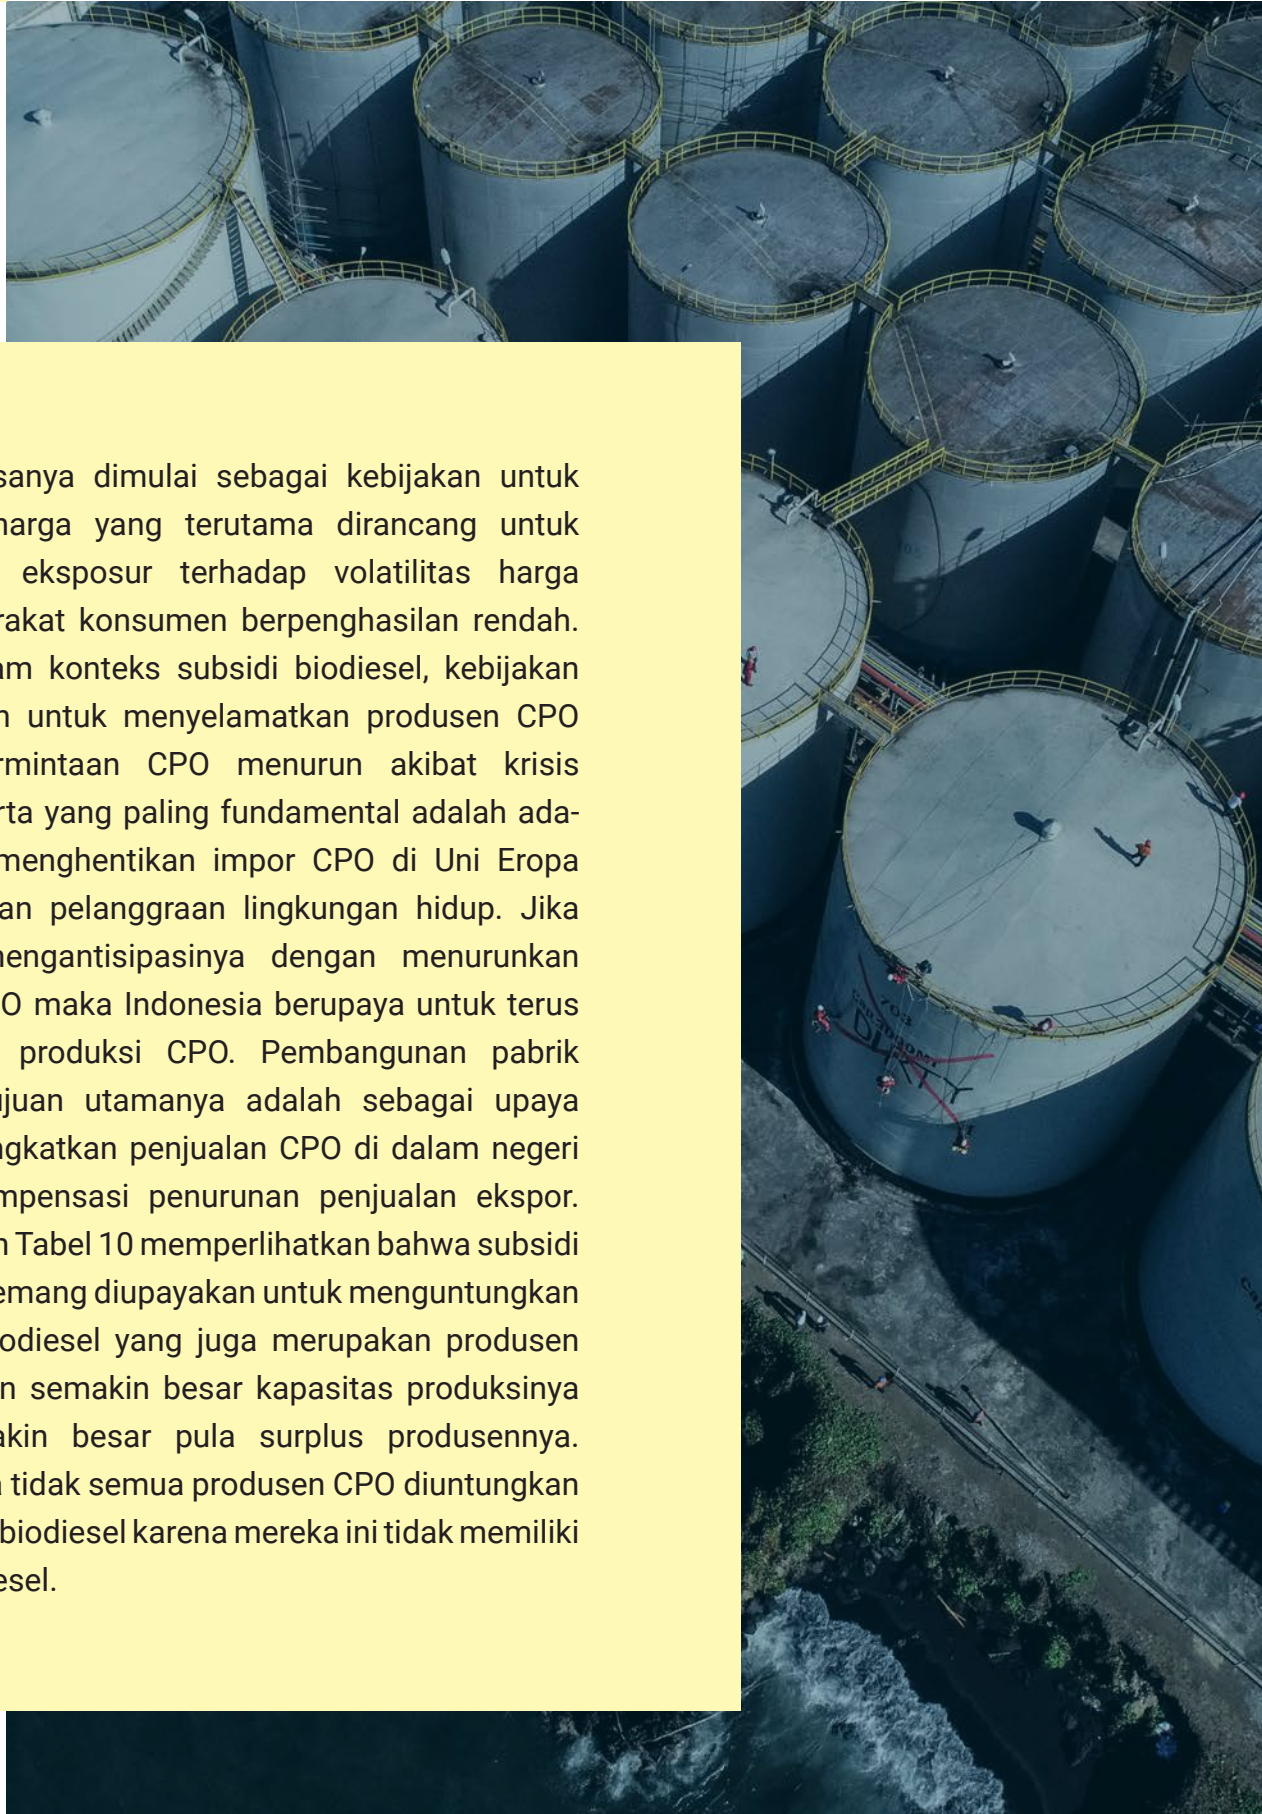 sanya dimulai sebagai kebijakan untuk
harga yang terutama dirancang untuk
eksposur terhadap volatilitas harga
rakat konsumen berpenghasilan rendah.
am konteks subsidi biodiesel, kebijakan
n untuk menyelamatkan produsen CPO
rmintaan CPO menurun akibat krisis
rta yang paling fundamental adalah ada-
menghentikan impor CPO di Uni Eropa
an pelanggraan lingkungan hidup. Jika
mengantisipasinya dengan menurunkan
O maka Indonesia berupaya untuk terus
produksi CPO. Pembangunan pabrik
ujuan utamanya adalah sebagai upaya
ngkatkan penjualan CPO di dalam negeri
mpensasi penurunan penjualan ekspor.
n Tabel 10 memperlihatkan bahwa subsidi
emang diupayakan untuk menguntungkan
odiesel yang juga merupakan produsen
n semakin besar kapasitas produksinya
akin besar pula surplus produsennya.
a tidak semua produsen CPO diuntungkan
biodiesel karena mereka ini tidak memiliki
esel.
703
DIRTY